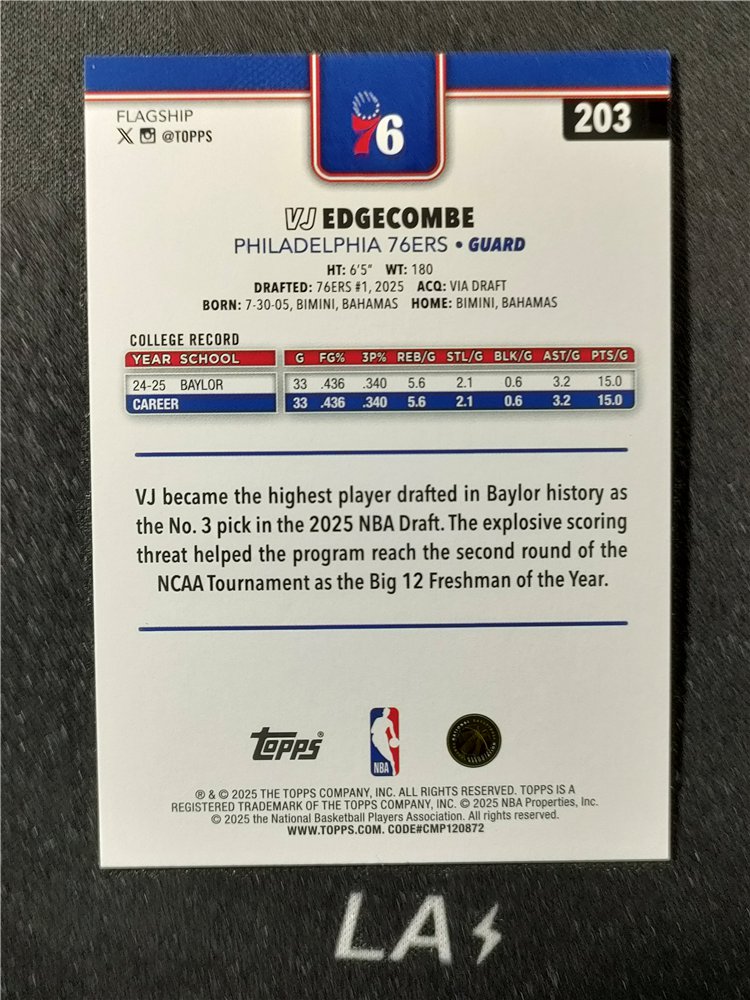 76
203
FLAGSHIP
@TOPPS
VJ EDGECOMBE
PHILADELPHIA 76ERS • GUARD
HT: 6'5" WT: 180
DRAFTED: 76ERS #1, 2025 ACQ: VIA DRAFT
BORN: 7-30-05, BIMINI, BAHAMAS HOME: BIMINI, BAHAMAS
COLLEGE RECORD
YEAR SCHOOL G FG% 3P% REB/G STL/G BLK/G AST/G PTS/G
24-25 BAYLOR 33 .436 .340 5.6 2.1 0.6 3.2 15.0
CAREER 33 .436 .340 5.6 2.1 0.6 3.2 15.0
VJ became the highest player drafted in Baylor history as
the No. 3 pick in the 2025 NBA Draft. The explosive scoring
threat helped the program reach the second round of the
NCAA Tournament as the Big 12 Freshman of the Year.
Topps®
NBA
® & © 2025 THE TOPPS COMPANY, INC. ALL RIGHTS RESERVED. TOPPS IS A
REGISTERED TRADEMARK OF THE TOPPS COMPANY, INC. © 2025 NBA Properties, Inc.
© 2025 the National Basketball Players Association. All rights reserved.
WWW.TOPPS.COM. CODE#CMP120872
LA